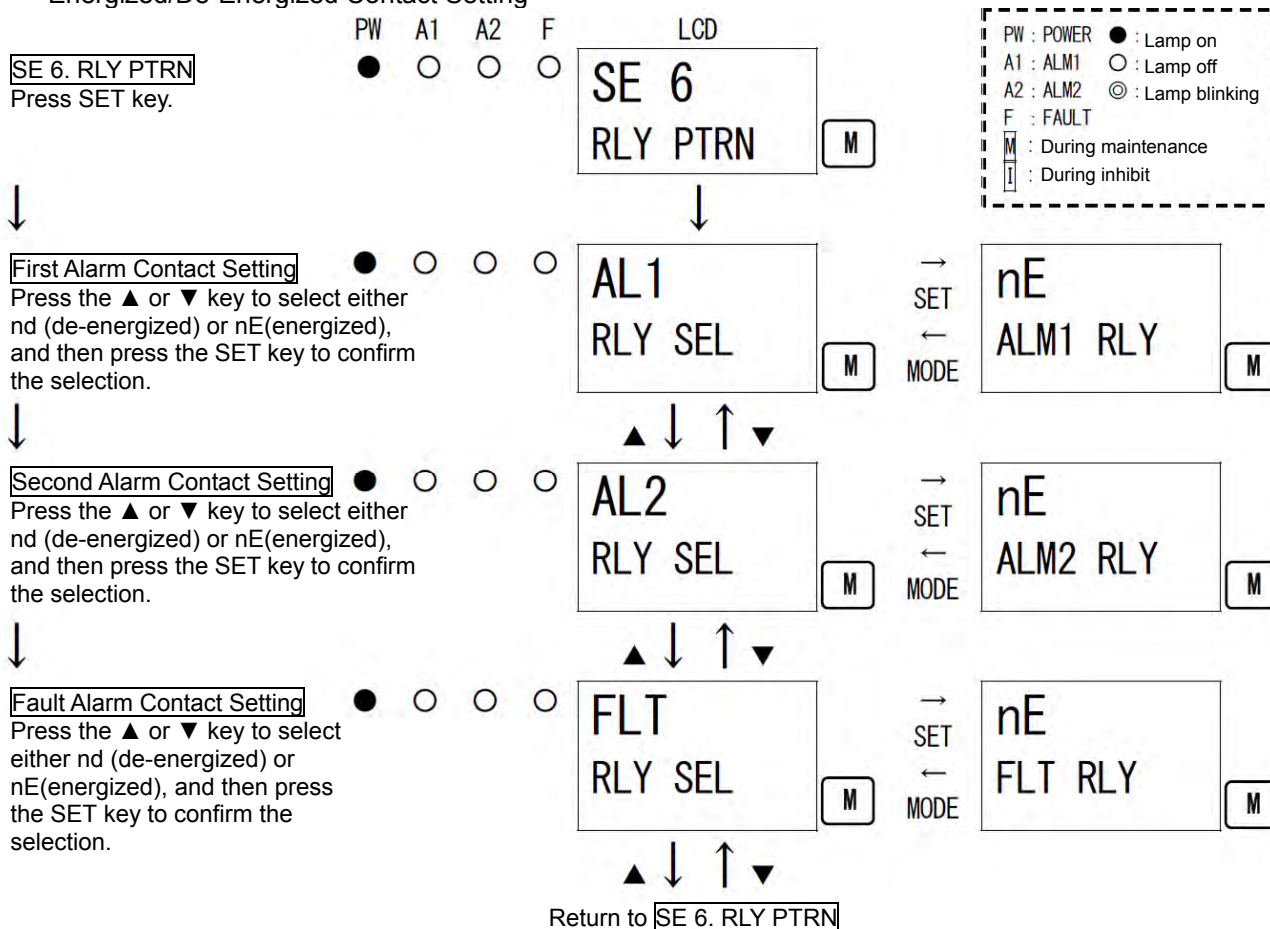 Energized/De-Energized Contact Setting
PW A1 A2 F LCD
SE 6. RLY PTRN
Press SET key.
● ○ ○ ○
SE 6
RLY PTRN
M
PW : POWER ● : Lamp on
A1 : ALM1 ○ : Lamp off
A2 : ALM2 ◎ : Lamp blinking
F : FAULT
M : During maintenance
I : During inhibit
↓ ↓
First Alarm Contact Setting ● ○ ○ ○
Press the ▲ or ▼ key to select either
nd (de-energized) or nE(energized),
and then press the SET key to confirm
the selection.
AL1
RLY SEL
M
→
SET
←
MODE
nE
ALM1 RLY
M
↓ ▲ ↓ ↑ ▼
Second Alarm Contact Setting ● ○ ○ ○
Press the ▲ or ▼ key to select either
nd (de-energized) or nE(energized),
and then press the SET key to confirm
the selection.
AL2
RLY SEL
M
→
SET
←
MODE
nE
ALM2 RLY
M
↓ ▲ ↓ ↑ ▼
Fault Alarm Contact Setting ● ○ ○ ○
Press the ▲ or ▼ key to select
either nd (de-energized) or
nE(energized), and then press
the SET key to confirm the
selection.
FLT
RLY SEL
M
→
SET
←
MODE
nE
FLT RLY
M
▲ ↓ ↑ ▼
Return to SE 6. RLY PTRN